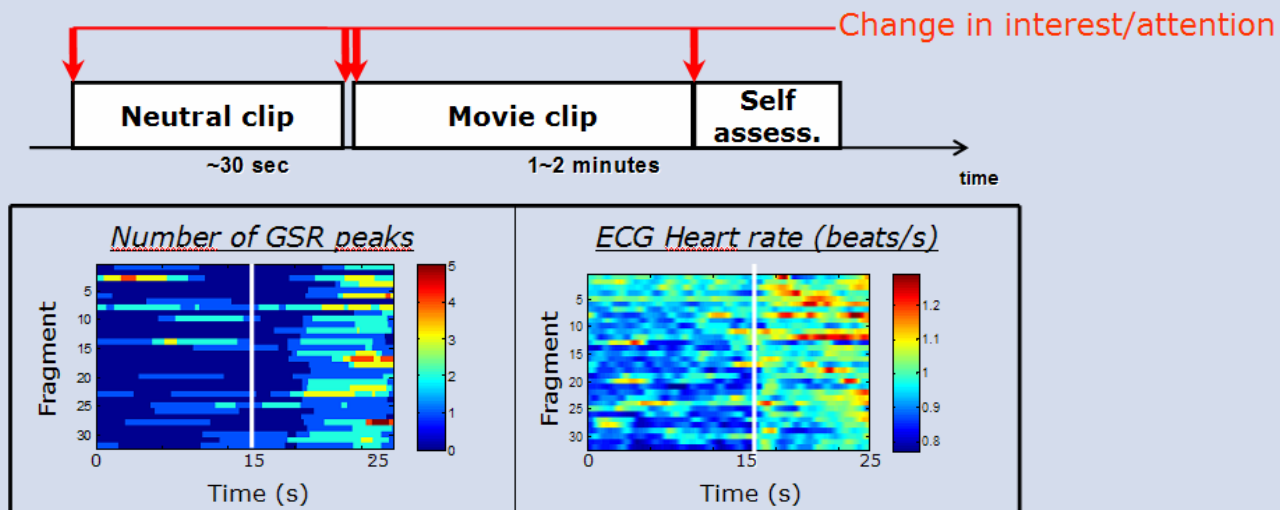 Change in interest/attention
Neutral clip
Movie clip
Self
assess.
~30 sec
1~2 minutes
time
Number of GSR peaks
ECG Heart rate (beats/s)
Fragment
5
10
15
20
25
30
0
15
25
Time (s)
5
4
3
2
1
0
Fragment
5
10
15
20
25
30
0
15
25
Time (s)
1.2
1.1
1
0.9
0.8